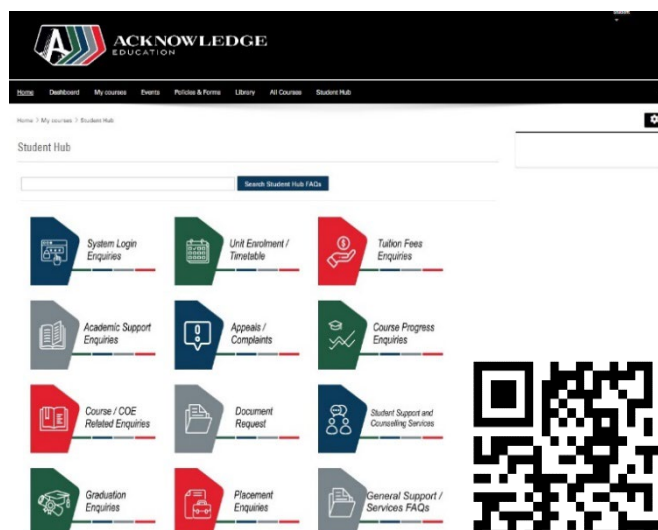 ACKNOWLEDGE
EDUCATION
Home Dashboard My courses Events Policies & Forms Library All Courses Student Hub
Home > My courses > Student Hub
Student Hub
Search Student Hub FAQs
System Login
Enquiries
Unit Enrolment /
Timetable
Tuition Fees
Enquiries
Academic Support
Enquiries
Appeals /
Complaints
Course Progress
Enquiries
Course / COE
Related Enquiries
Document
Request
Student Support and
Counselling Services
Graduation
Enquiries
Placement
Enquiries
General Support /
Services FAQs